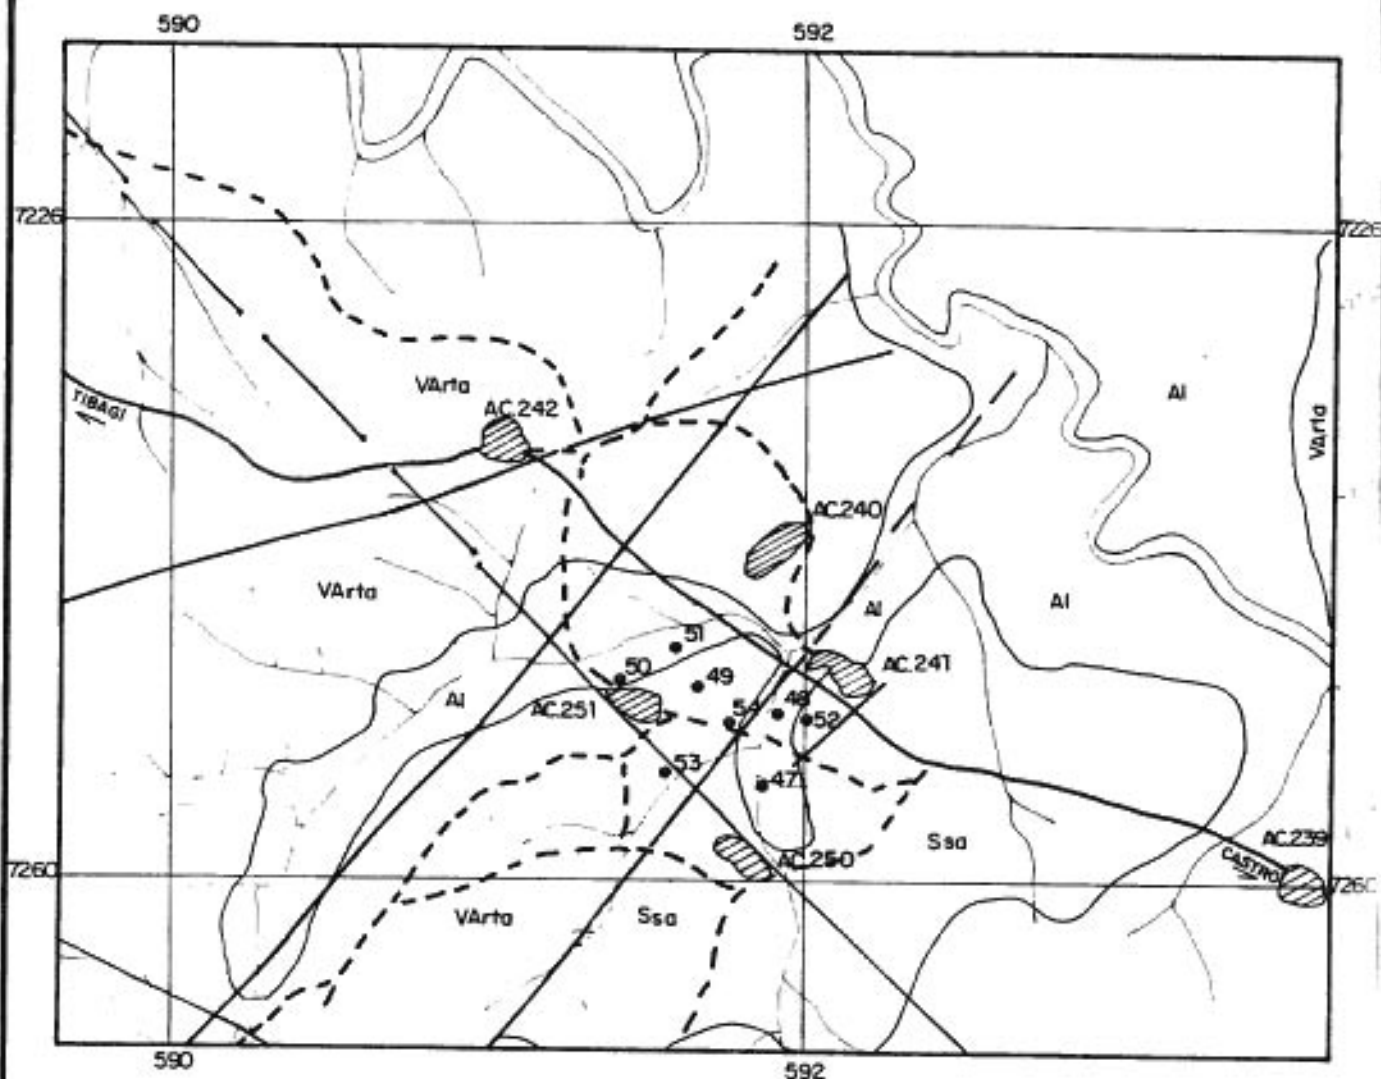 590
592
7226
7226
VArta
Al
TIBAGI
AC.242
VArta
AC.240
VArta
Al
Al
51
50
49
AC.241
Al
AC.251
54
48
52
53
47
Ssa
AC.239
AC.250
CASTRO
7260
7260
VArta
Ssa
590
592